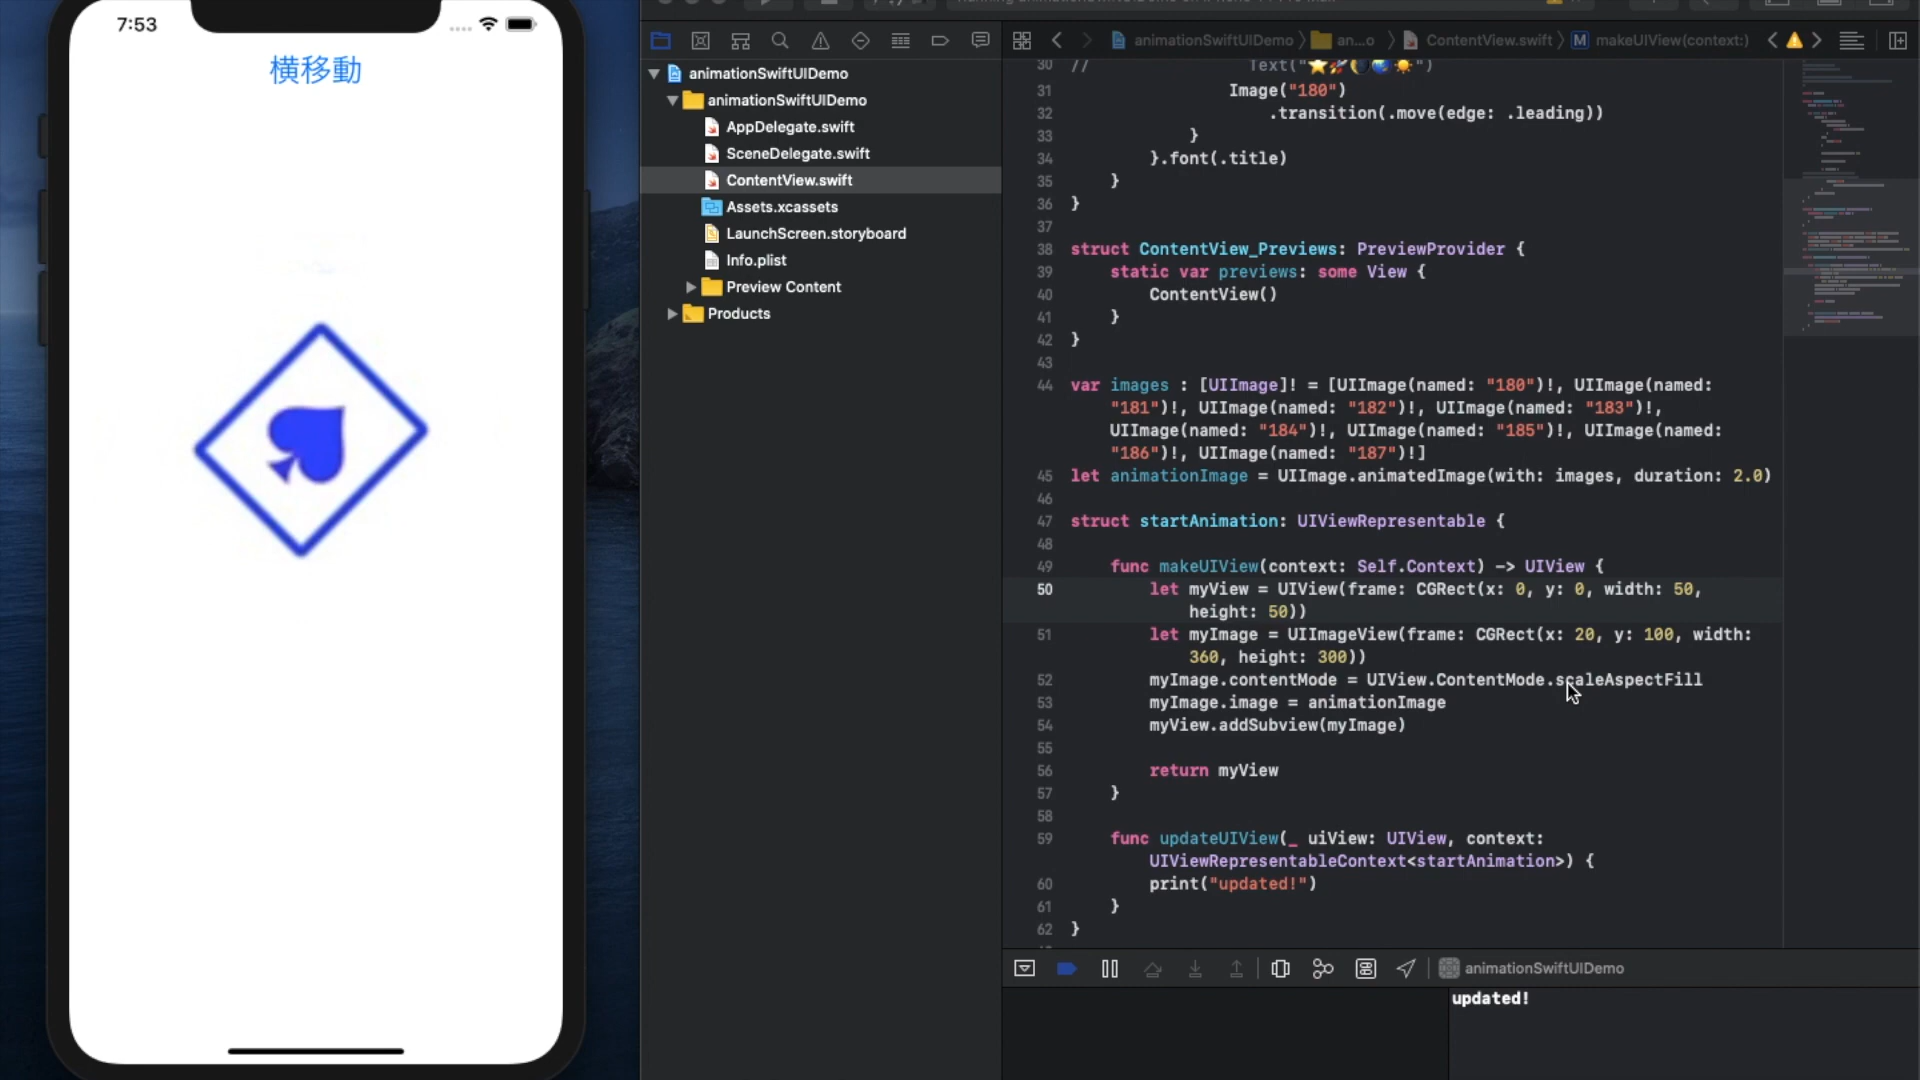 7:53
横移動
animationSwiftUIDemo
animationSwiftUIDemo
AppDelegate.swift
SceneDelegate.swift
ContentView.swift
Assets.xcassets
LaunchScreen.storyboard
Info.plist
Preview Content
Products
animationSwiftUIDemo
an...o
ContentView.swift
M makeUIView(context:)
30 // Text("⭐🚀🌘🌏☀️")
31 Image("180")
32 .transition(.move(edge: .leading))
33 }
34 }.font(.title)
35 }
36 }
37
38 struct ContentView_Previews: PreviewProvider {
39 static var previews: some View {
40 ContentView()
41 }
42 }
43
44 var images : [UIImage]! = [UIImage(named: "180")!, UIImage(named:
"181")!, UIImage(named: "182")!, UIImage(named: "183")!,
UIImage(named: "184")!, UIImage(named: "185")!, UIImage(named:
"186")!, UIImage(named: "187")!]
45 let animationImage = UIImage.animatedImage(with: images, duration: 2.0)
46
47 struct startAnimation: UIViewRepresentable {
48
49 func makeUIView(context: Self.Context) -> UIView {
50 let myView = UIView(frame: CGRect(x: 0, y: 0, width: 50,
height: 50))
51 let myImage = UIImageView(frame: CGRect(x: 20, y: 100, width:
360, height: 300))
52 myImage.contentMode = UIView.ContentMode.scaleAspectFill
53 myImage.image = animationImage
54 myView.addSubview(myImage)
55
56 return myView
57 }
58
59 func updateUIView(_ uiView: UIView, context:
UIViewRepresentableContext<startAnimation>) {
60 print("updated!")
61 }
62 }
animationSwiftUIDemo
updated!